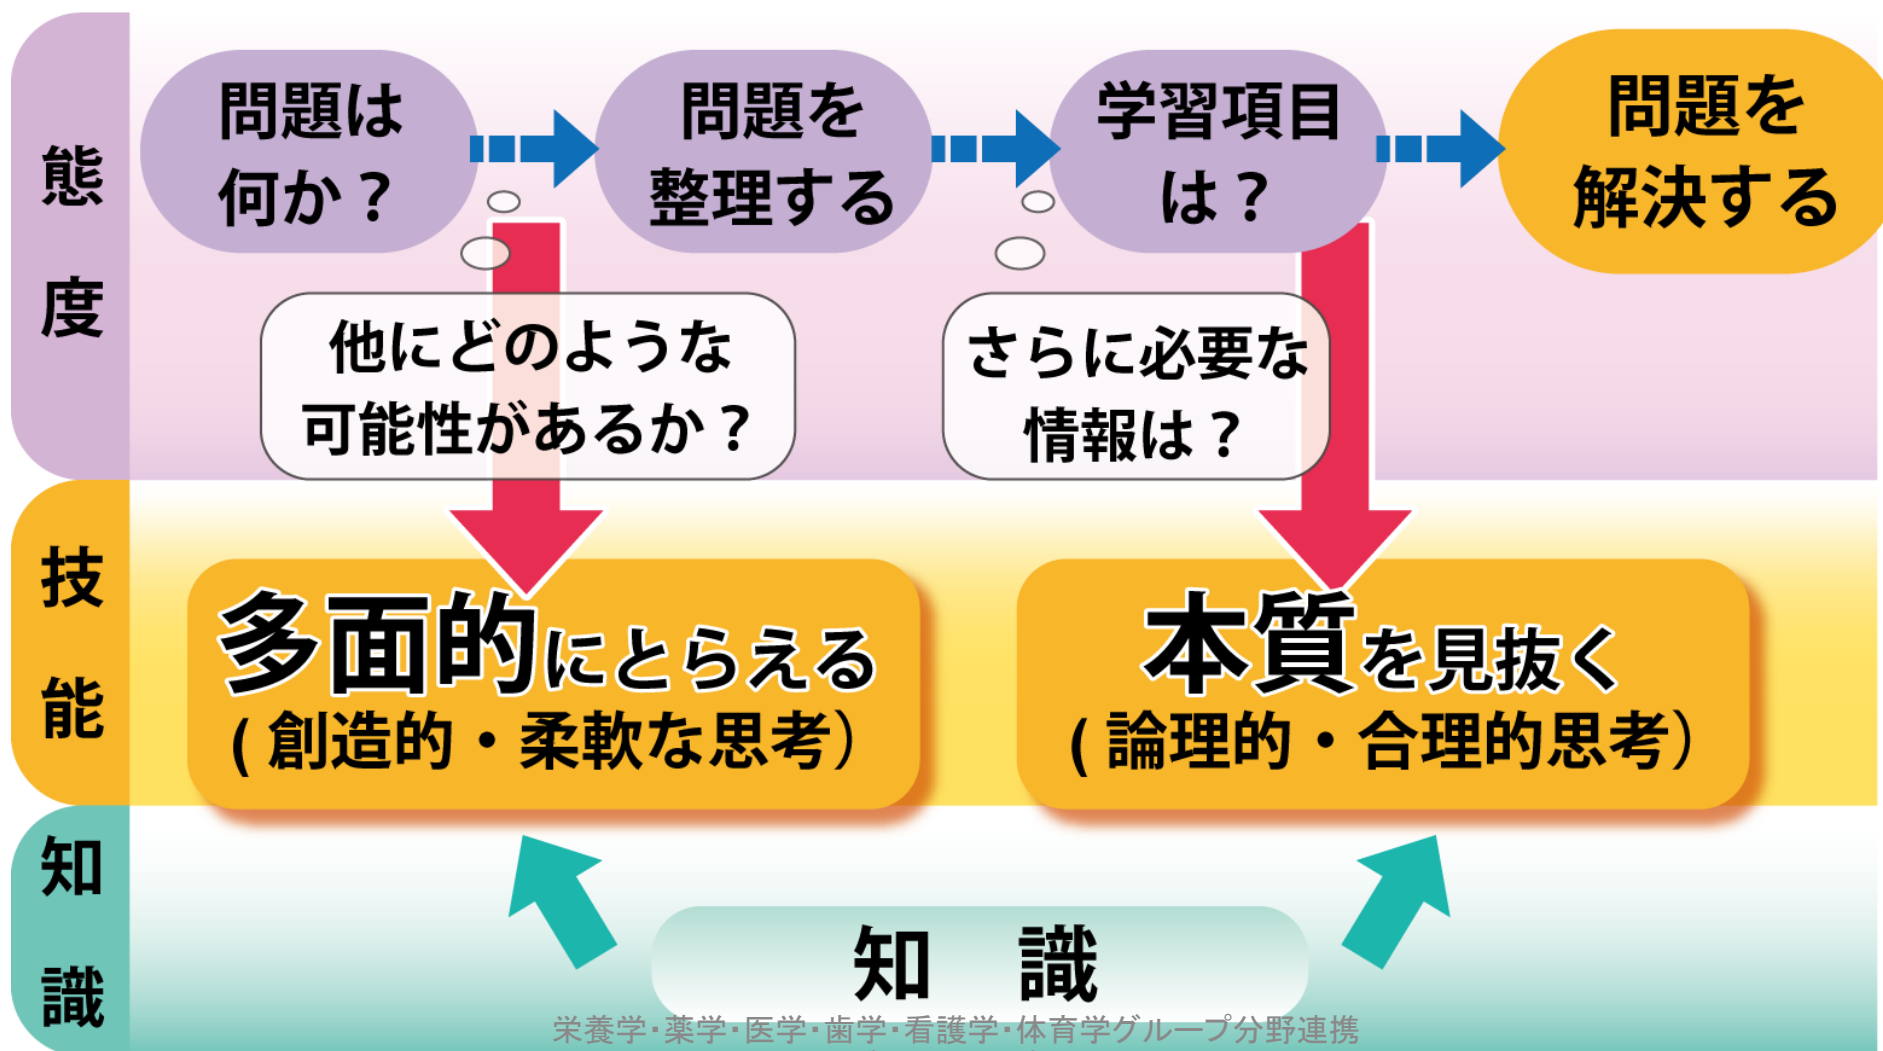 態度
問題は
何か？
問題を
整理する
学習項目
は？
問題を
解決する
他にどのような
可能性があるか？
さらに必要な
情報は？
技能
多面的にとらえる
(創造的・柔軟な思考）
本質を見抜く
(論理的・合理的思考）
知識
知　識
栄養学・薬学・医学・歯学・看護学・体育学グループ分野連携